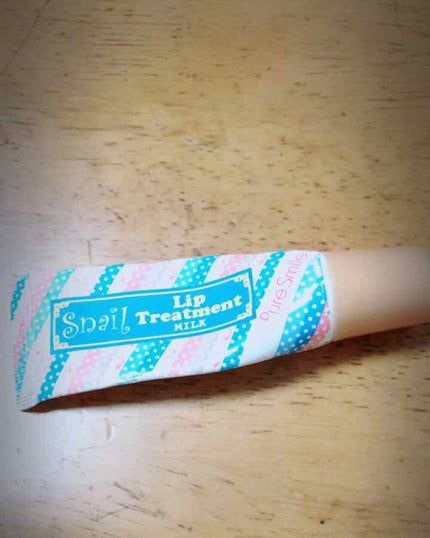 Snail
Lip
Treatment
MILK
Pure Smile